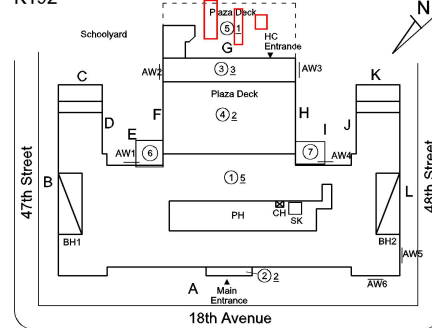 R192
N
Plaza Deck
⑤ 1
Schoolyard
G
HC
Entrance
AW2
③ 3
AW3
C
K
Plaza Deck
F
④ 2
H
D
E
I
J
AW1
⑥
⑦
AW4
47th Street
B
① 5
L
48th Street
PH
CH
SK
BH1
BH2
AW5
② 2
A
Main
Entrance
AW6
18th Avenue